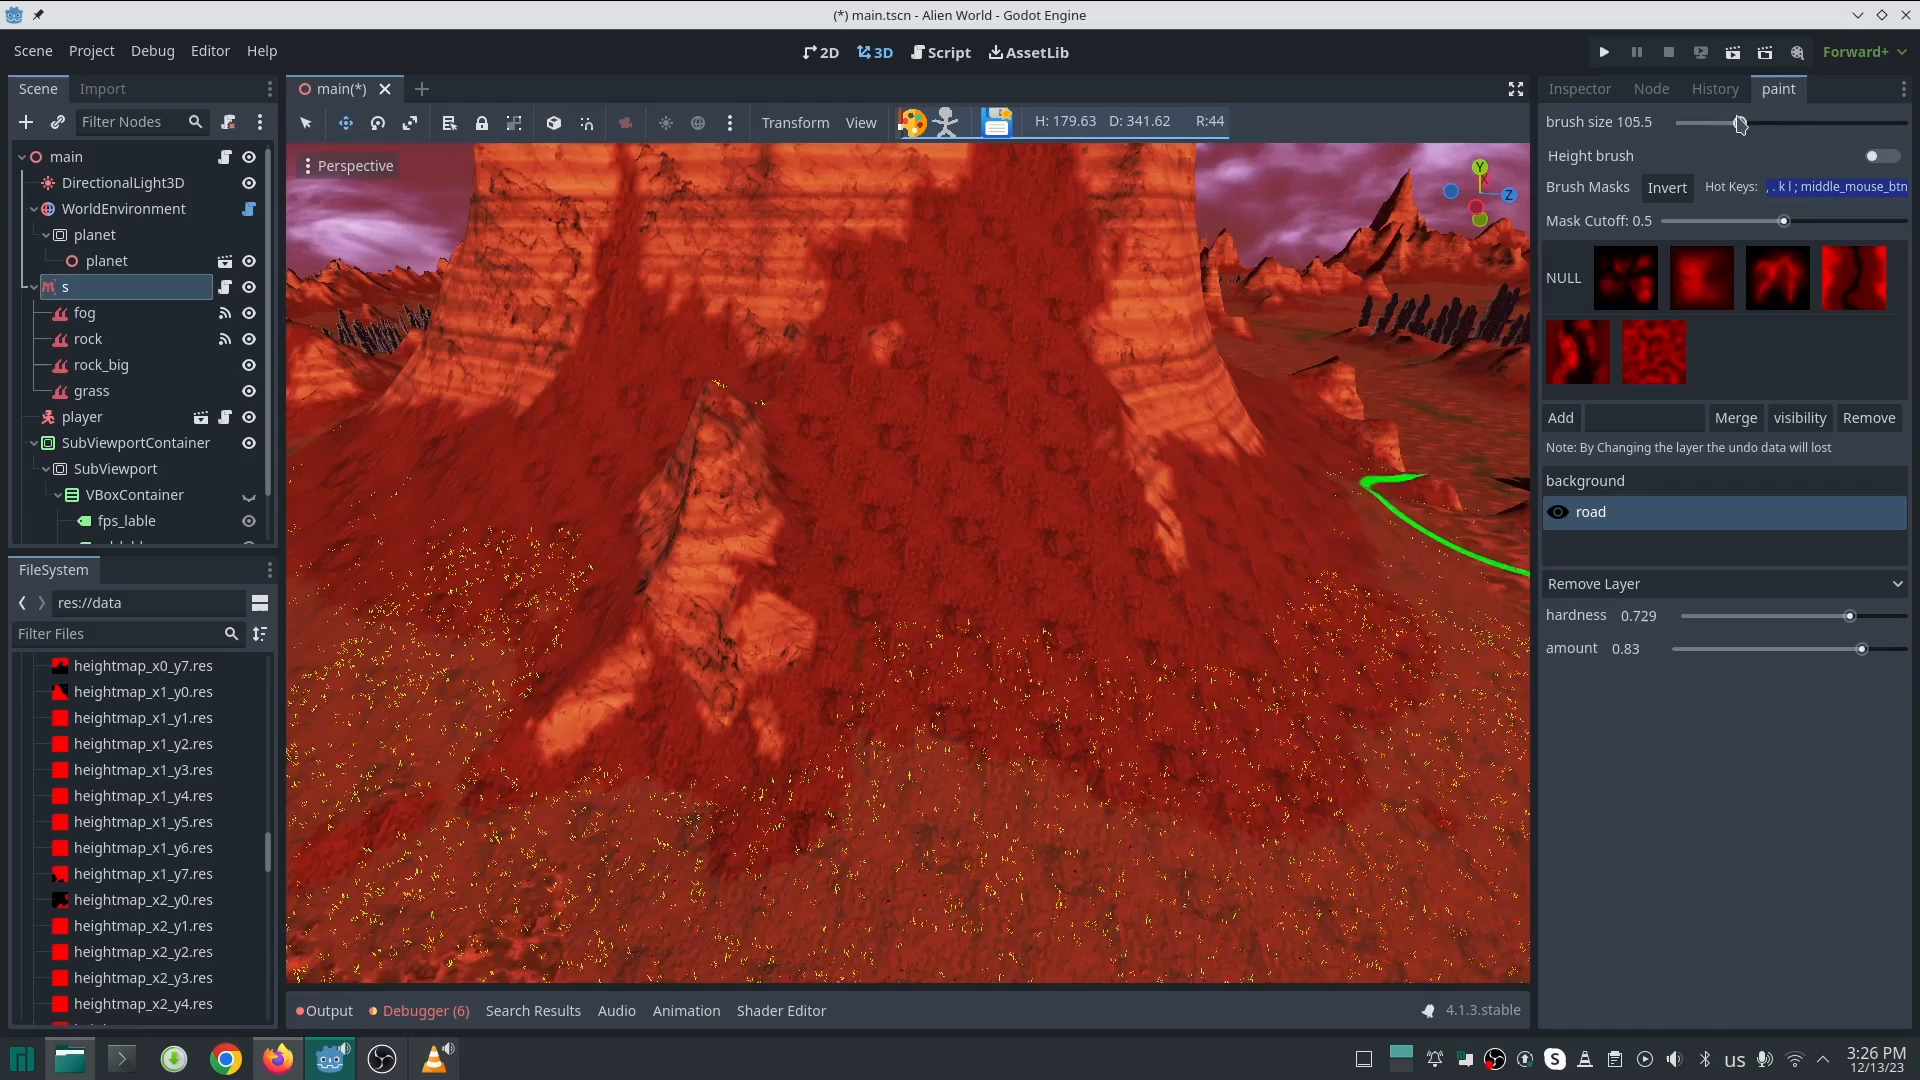 (*) main.tscn - Alien World - Godot Engine
Scene Project Debug Editor Help
2D 3D Script AssetLib
Forward+
Scene Import
Filter Nodes
main
DirectionalLight3D
WorldEnvironment
planet
planet
s
fog
rock
rock_big
grass
player
SubViewportContainer
SubViewport
VBoxContainer
fps_lable
FileSystem
res://data
Filter Files
heightmap_x0_y7.res
heightmap_x1_y0.res
heightmap_x1_y1.res
heightmap_x1_y2.res
heightmap_x1_y3.res
heightmap_x1_y4.res
heightmap_x1_y5.res
heightmap_x1_y6.res
heightmap_x1_y7.res
heightmap_x2_y0.res
heightmap_x2_y1.res
heightmap_x2_y2.res
heightmap_x2_y3.res
heightmap_x2_y4.res
main(*)
Transform View
H: 179.63 D: 341.62 R:44
Perspective
Y
X
Z
Output Debugger (6) Search Results Audio Animation Shader Editor
4.1.3.stable
Inspector Node History paint
brush size 105.5
Height brush
Brush Masks Invert Hot Keys: , . k l ; middle_mouse_btn
Mask Cutoff: 0.5
NULL
Add Merge visibility Remove
Note: By Changing the layer the undo data will lost
background
road
Remove Layer
hardness 0.729
amount 0.83
us
3:26 PM
12/13/23